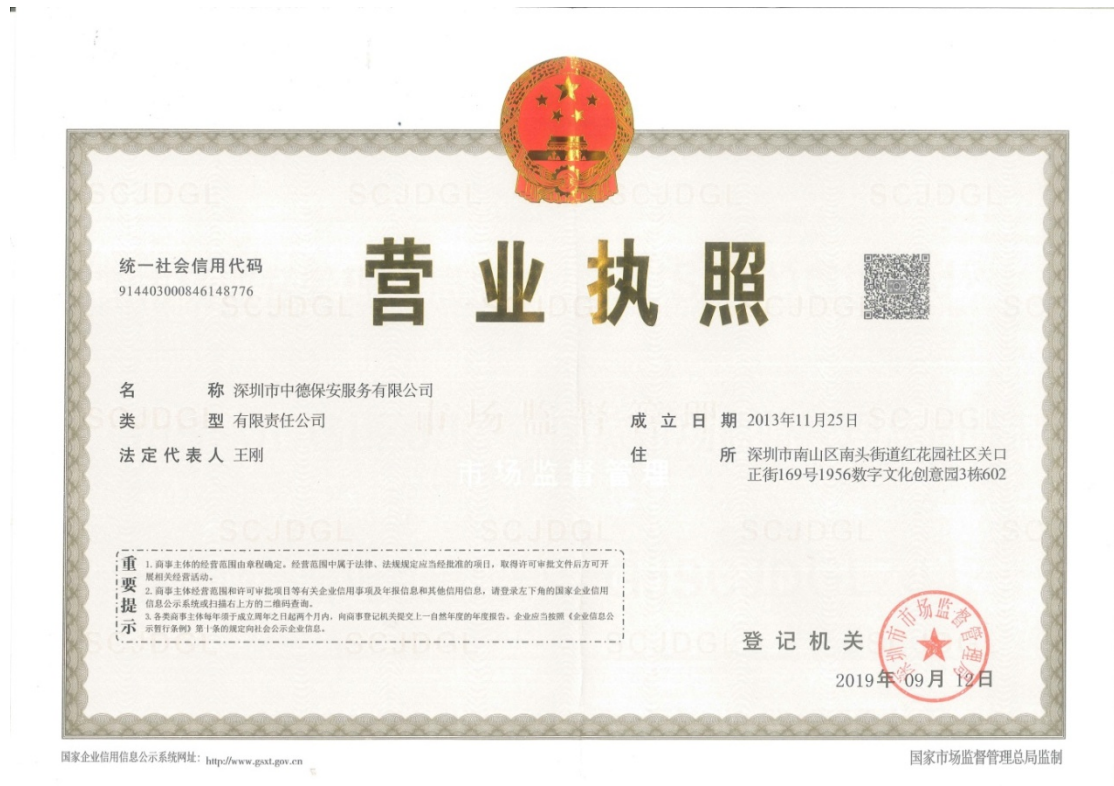 营业执照
统一社会信用代码
914403000846148776
名称 深圳市中德保安服务有限公司
类型 有限责任公司
法定代表人 王刚
成立日期 2013年11月25日
住所 深圳市南山区南头街道红花园社区关口
正街169号1956数字文化创意园3栋602
重要提示
1. 商事主体的经营范围由章程确定。经营范围中属于法律、法规规定应当经批准的项目，取得许可审批文件后方可开
展相关经营活动。
2. 商事主体经营范围和许可审批项目等有关企业信用事项及年报信息和其他信用信息，请登录左下角的国家企业信用
信息公示系统或扫描右上方的二维码查询。
3. 各类商事主体每年须于成立周年之日起两个月内，向商事登记机关提交上一自然年度的年度报告。企业应当按照《企业信息公
示暂行条例》第十条的规定向社会公示企业信息。
登记机关
深圳市市场监督管理局
2019年09月12日
国家企业信用信息公示系统网址：http://www.gsxt.gov.cn
国家市场监督管理总局监制
SCJDGL
市场监督管理